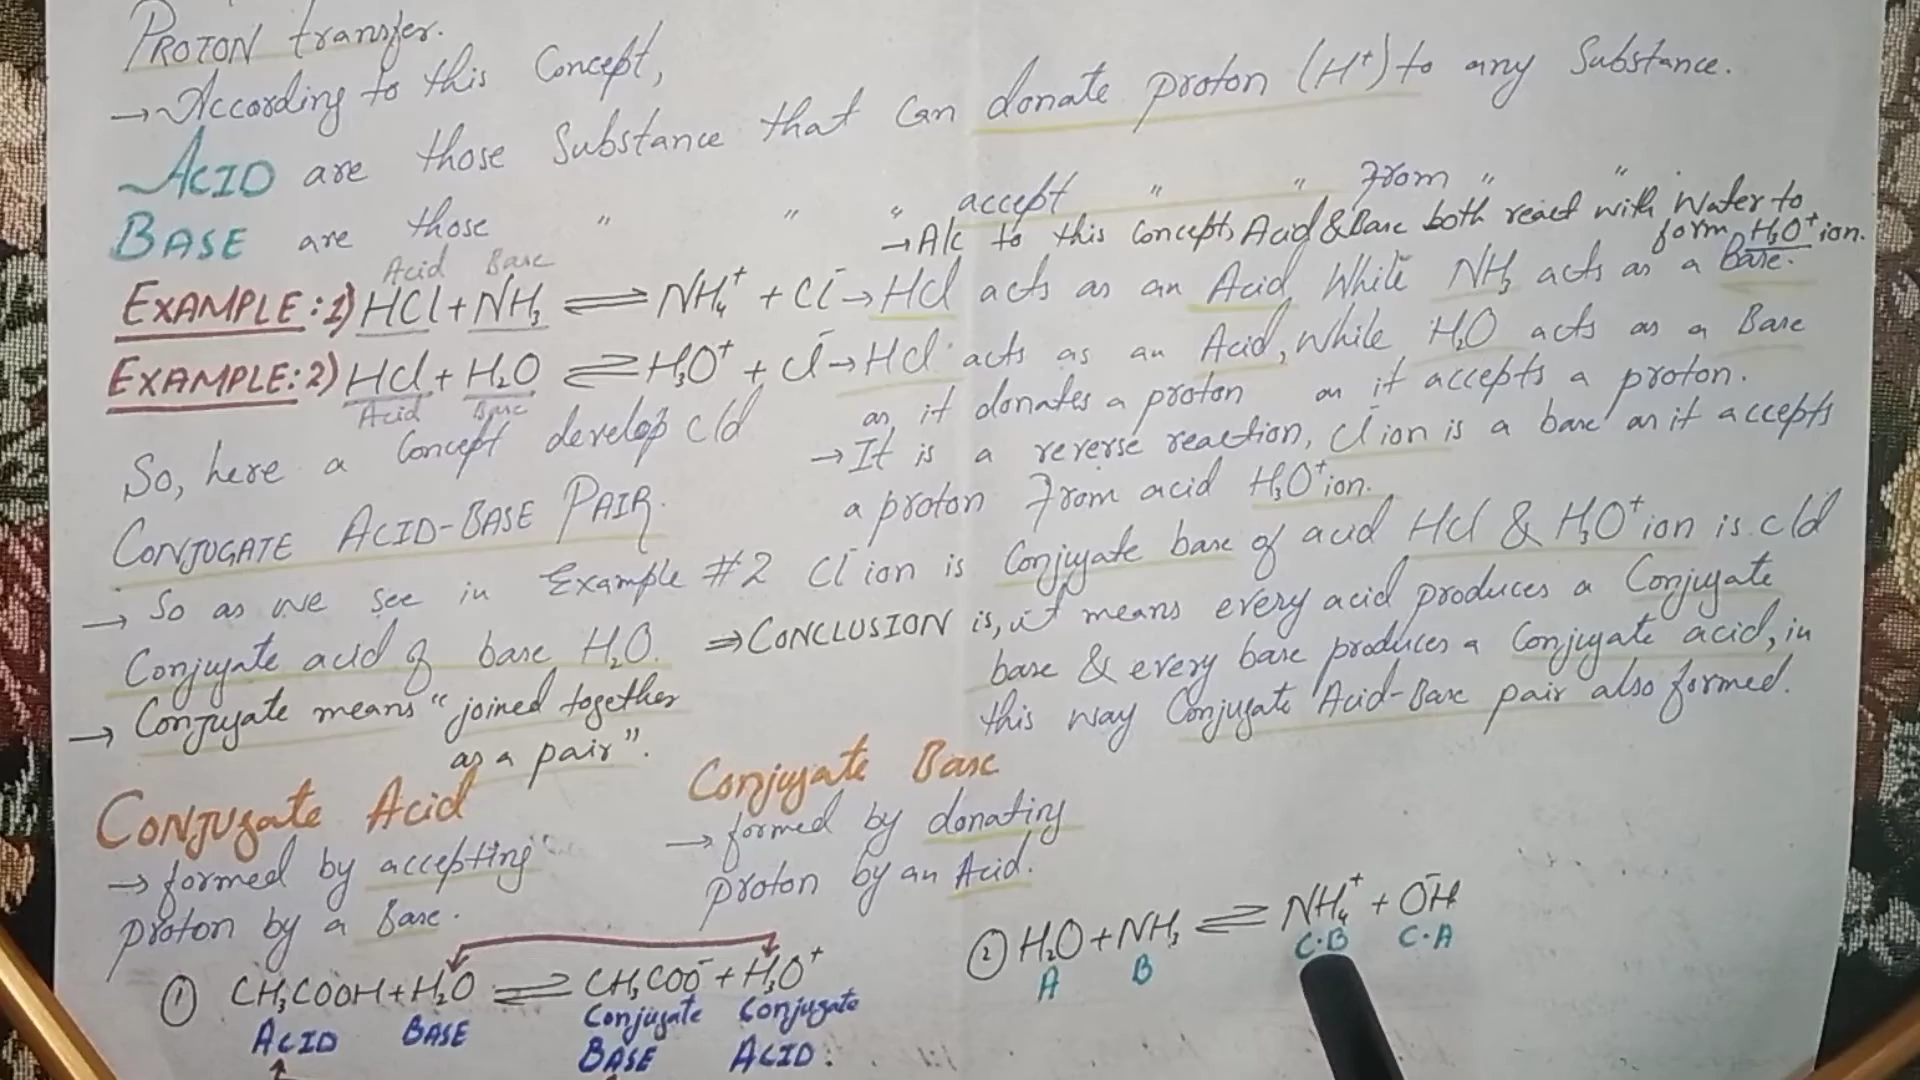 PROTON transfer.
→ According to this Concept,
ACID are those Substance that Can donate proton (H⁺) to any Substance.
BASE are those " " " accept " " From " "
→ A/c to this Concept, Acid & Base both react with Water to form H₃O⁺ ion.
Acid Base
EXAMPLE: 1) HCl + NH₃ ⇌ NH₄⁺ + Cl⁻ → HCl acts as an Acid While NH₃ acts as a Base.
EXAMPLE: 2) HCl + H₂O ⇌ H₃O⁺ + Cl⁻ → HCl acts as an Acid, While H₂O acts as a Base
Acid Base
as it donates a proton as it accepts a proton.
So, here a Concept develop c/d
CONJUGATE ACID-BASE PAIR.
→ It is a reverse reaction, Cl⁻ ion is a base as it accepts
a proton From acid H₃O⁺ ion.
→ So as we see in Example #2 Cl⁻ ion is Conjugate base of acid HCl & H₃O⁺ ion is c/d
Conjugate acid of base H₂O.
⇒ CONCLUSION is, it means every acid produces a Conjugate
base & every base produces a Conjugate acid, in
this way Conjugate Acid-Base pair also formed.
→ Conjugate means "joined together
as a pair".
Conjugate Acid
→ formed by accepting
proton by a Base.
Conjugate Base
→ formed by donating
proton by an Acid.
① CH₃COOH + H₂O ⇌ CH₃COO⁻ + H₃O⁺
ACID BASE Conjugate BASE Conjugate ACID.
② H₂O + NH₃ ⇌ NH₄⁺ + OH⁻
A B C.B C.A